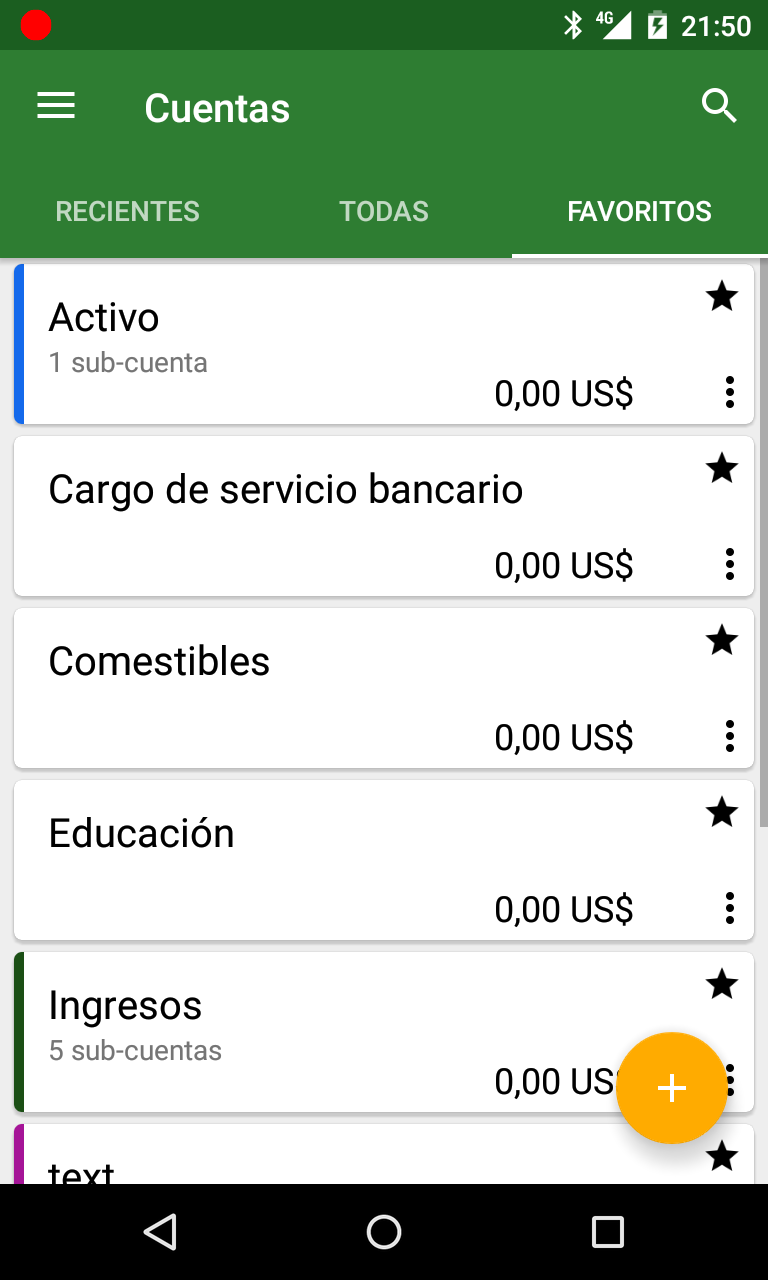 4G 21:50
Cuentas
RECIENTES TODAS FAVORITOS
Activo
1 sub-cuenta
0,00 US$
Cargo de servicio bancario
0,00 US$
Comestibles
0,00 US$
Educación
0,00 US$
Ingresos
5 sub-cuentas
0,00 US
text